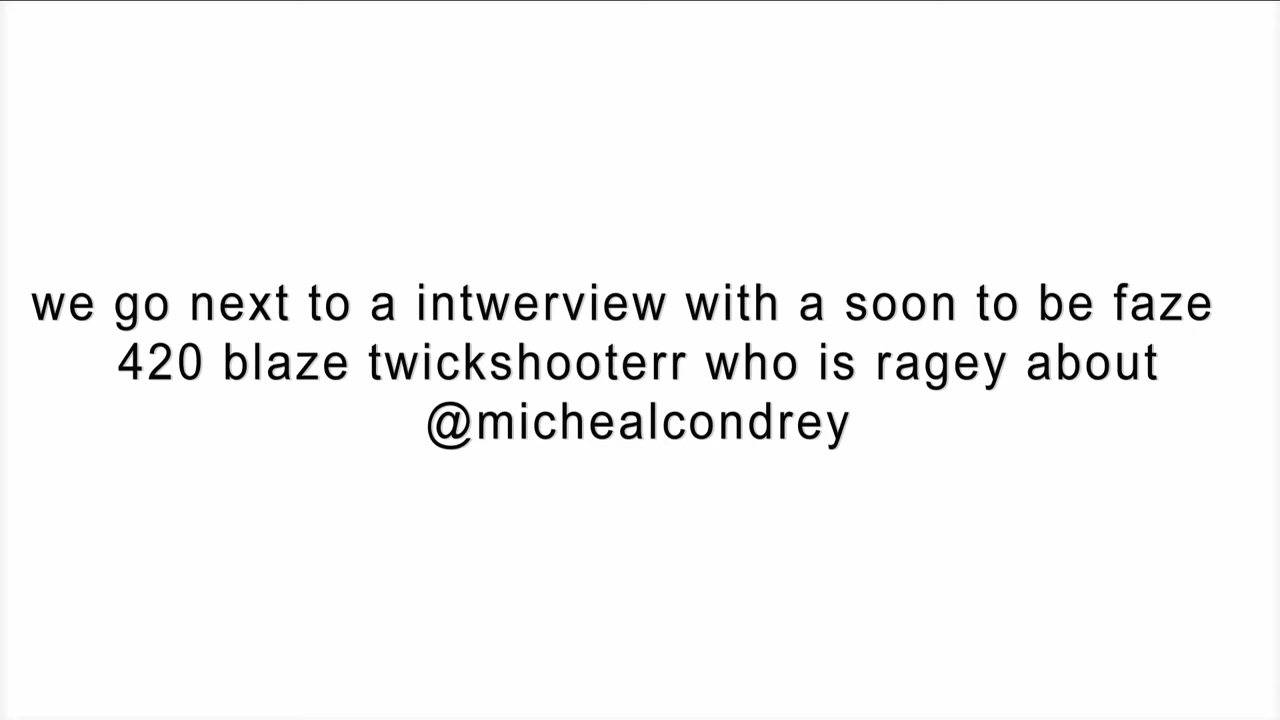 we go next to a intwerview with a soon to be faze
420 blaze twickshooterr who is ragey about
@michealcondrey